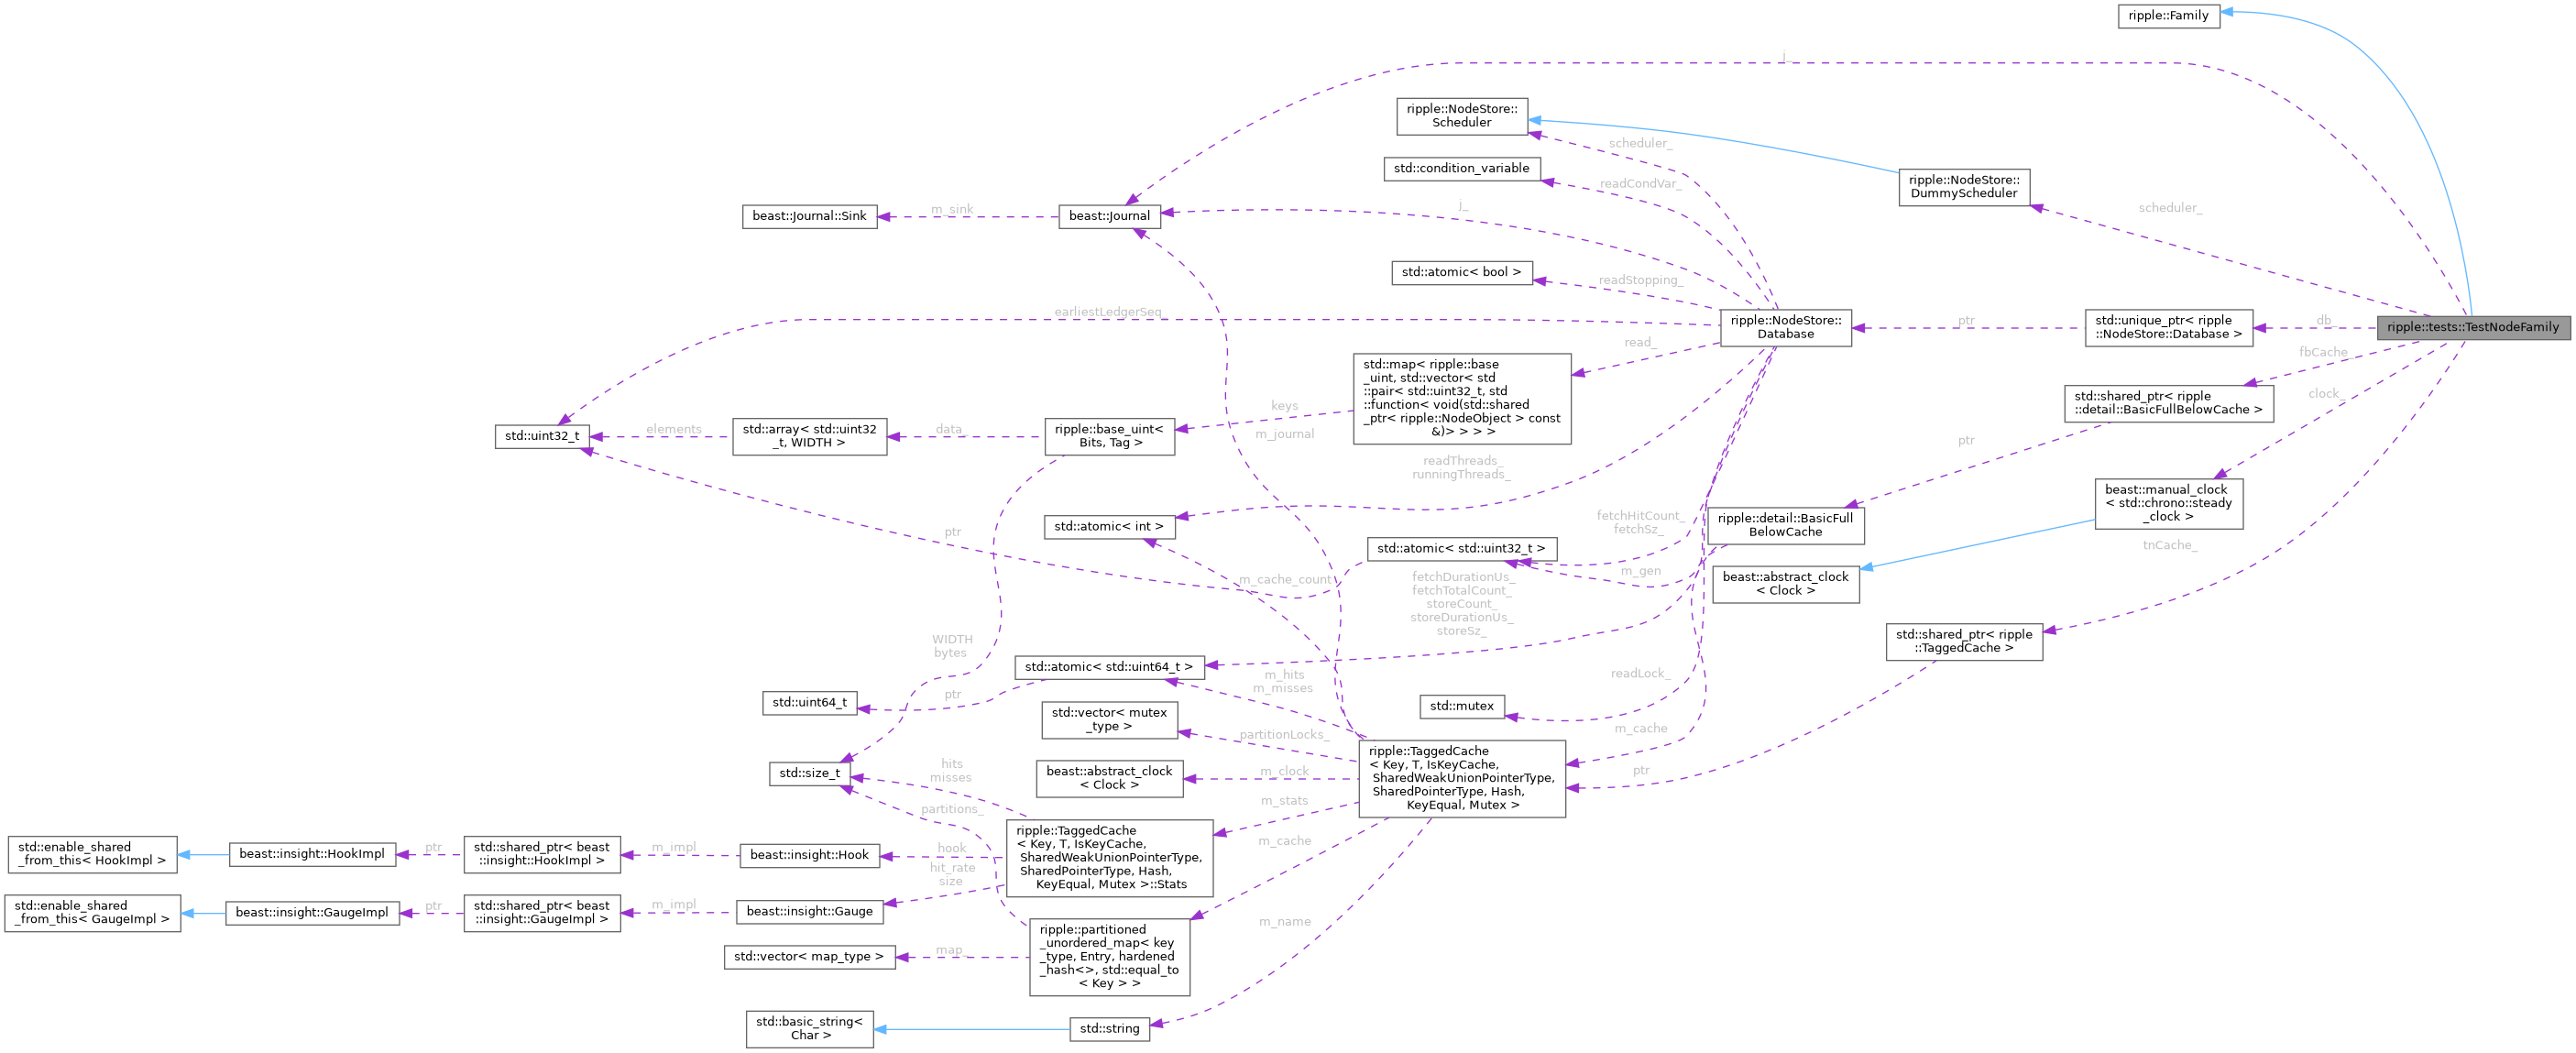 ripple::Family
j_
ripple::NodeStore::
Scheduler
scheduler_
std::condition_variable
readCondVar_
ripple::NodeStore::
DummyScheduler
scheduler_
beast::Journal::Sink
m_sink
beast::Journal
j_
std::atomic< bool >
readStopping_
earliestLedgerSeq_
ripple::NodeStore::
Database
ptr
std::unique_ptr< ripple
::NodeStore::Database >
db_
ripple::tests::TestNodeFamily
read_
fbCache_
std::map< ripple::base
_uint, std::vector< std
::pair< std::uint32_t, std
::function< void(std::shared
_ptr< ripple::NodeObject > const
&)> > > >
std::shared_ptr< ripple
::detail::BasicFullBelowCache >
clock_
keys
m_journal
std::uint32_t
elements
std::array< std::uint32
_t, WIDTH >
data_
ripple::base_uint<
Bits, Tag >
ptr
readThreads_
runningThreads_
beast::manual_clock
< std::chrono::steady
_clock >
std::atomic< int >
fetchHitCount_
fetchSz_
ripple::detail::BasicFull
BelowCache
ptr
std::atomic< std::uint32_t >
tnCache_
m_cache_count
fetchDurationUs_
fetchTotalCount_
storeCount_
storeDurationUs_
storeSz_
m_gen
beast::abstract_clock
< Clock >
WIDTH
bytes
std::shared_ptr< ripple
::TaggedCache >
std::atomic< std::uint64_t >
m_hits
m_misses
readLock_
std::uint64_t
ptr
std::vector< mutex
_type >
std::mutex
partitionLocks_
m_cache
ripple::TaggedCache
< Key, T, IsKeyCache,
SharedWeakUnionPointerType,
SharedPointerType, Hash,
KeyEqual, Mutex >
ptr
std::size_t
hits
misses
beast::abstract_clock
< Clock >
m_clock
m_stats
partitions_
ripple::TaggedCache
< Key, T, IsKeyCache,
SharedWeakUnionPointerType,
SharedPointerType, Hash,
KeyEqual, Mutex >::Stats
m_cache
std::enable_shared
_from_this< HookImpl >
beast::insight::HookImpl
ptr
std::shared_ptr< beast
::insight::HookImpl >
m_impl
beast::insight::Hook
hook
hit_rate
size
std::enable_shared
_from_this< GaugeImpl >
beast::insight::GaugeImpl
ptr
std::shared_ptr< beast
::insight::GaugeImpl >
m_impl
beast::insight::Gauge
m_name
ripple::partitioned
_unordered_map< key
_type, Entry, hardened
_hash<>, std::equal_to
< Key > >
std::vector< map_type >
map_
std::basic_string<
Char >
std::string